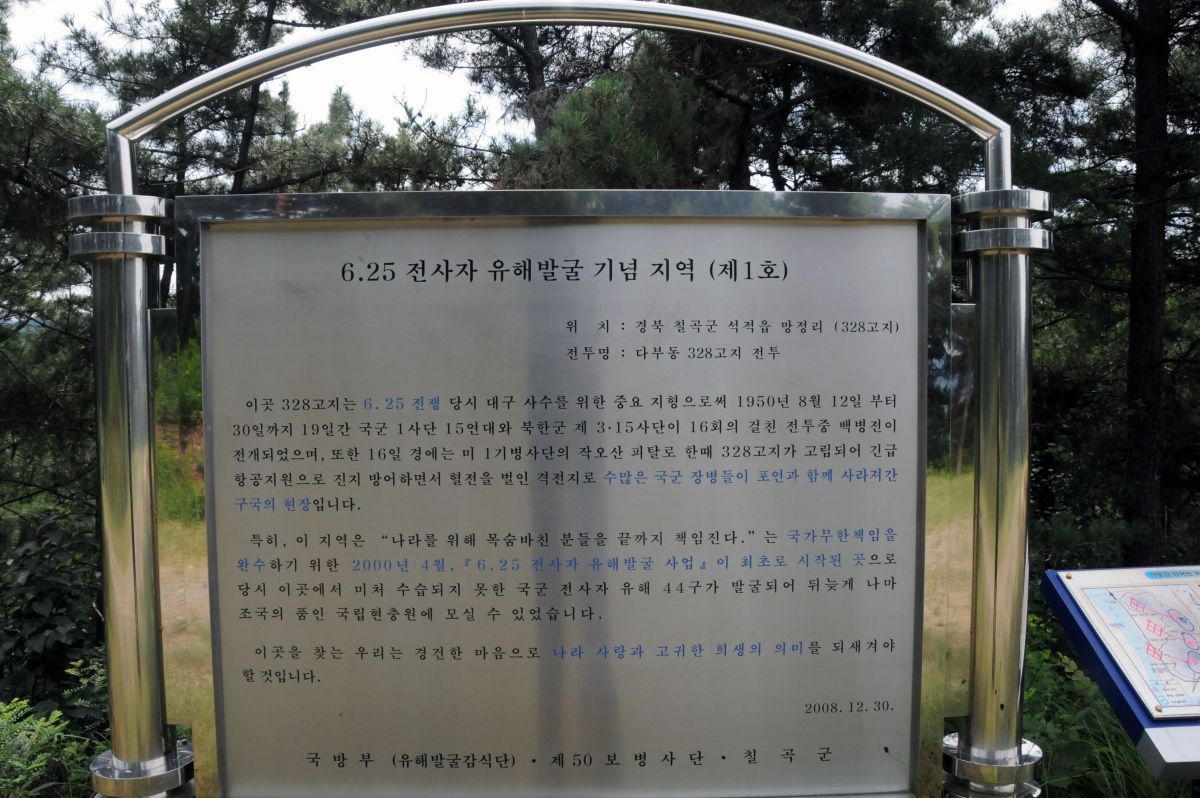 6.25 전사자 유해발굴 기념 지역 (제1호)
위 치 : 경북 칠곡군 석적읍 망정리 (328고지)
전투명 : 다부동 328고지 전투
이곳 328고지는 6.25 전쟁 당시 대구 사수를 위한 중요 지형으로써 1950년 8월 12일 부터
30일까지 19일간 국군 1사단 15연대와 북한군 제 3·15사단이 16회의 걸친 전투중 백병전이
전개되었으며, 또한 16일 경에는 미 1기병사단의 작오산 피탈로 한때 328고지가 고립되어 긴급
항공지원으로 진지 방어하면서 혈전을 벌인 격전지로 수많은 국군 장병들이 포연과 함께 사라져간
구국의 현장입니다.
특히, 이 지역은 “나라를 위해 목숨바친 분들을 끝까지 책임진다.” 는 국가무한책임을
완수하기 위한 2000년 4월,『6.25 전사자 유해발굴 사업』이 최초로 시작된 곳으로
당시 이곳에서 미처 수습되지 못한 국군 전사자 유해 44구가 발굴되어 뒤늦게 나마
조국의 품인 국립현충원에 모실 수 있었습니다.
이곳을 찾는 우리는 경건한 마음으로 나라 사랑과 고귀한 희생의 의미를 되새겨야
할것입니다.
2008. 12. 30.
국방부 (유해발굴감식단) · 제50보병사단 · 칠곡군